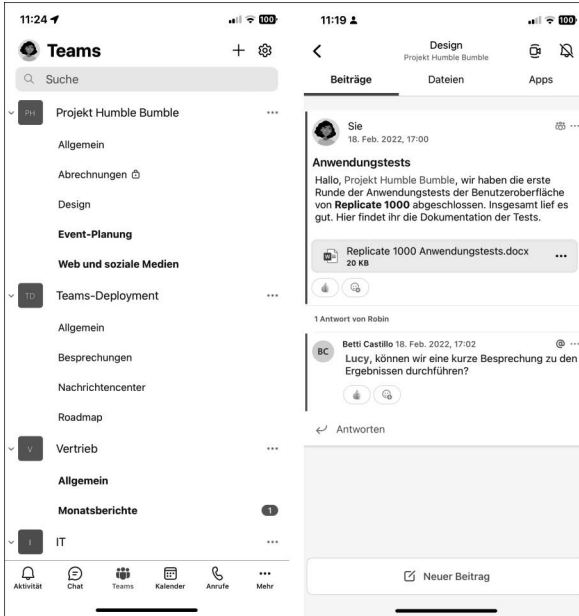 11:24
100
Teams
Suche
PH Projekt Humble Bumble
Allgemein
Abrechnungen
Design
Event-Planung
Web und soziale Medien
TD Teams-Deployment
Allgemein
Besprechungen
Nachrichtencenter
Roadmap
V Vertrieb
Allgemein
Monatsberichte 1
I IT
Aktivität Chat Teams Kalender Anrufe Mehr
11:19
100
Design
Projekt Humble Bumble
Beiträge Dateien Apps
Sie
18. Feb. 2022, 17:00
Anwendungstests
Hallo, Projekt Humble Bumble, wir haben die erste
Runde der Anwendungstests der Benutzeroberfläche
von Replicate 1000 abgeschlossen. Insgesamt lief es
gut. Hier findet ihr die Dokumentation der Tests.
Replicate 1000 Anwendungstests.docx
20 KB
1 Antwort von Robin
BC Betti Castillo 18. Feb. 2022, 17:02 @
Lucy, können wir eine kurze Besprechung zu den
Ergebnissen durchführen?
Antworten
Neuer Beitrag